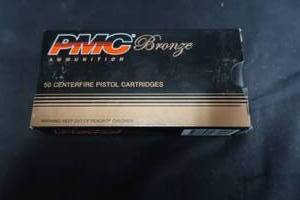 PMC Bronze
AMMUNITION
50 CENTERFIRE PISTOL CARTRIDGES
WARNING: KEEP OUT OF REACH OF CHILDREN